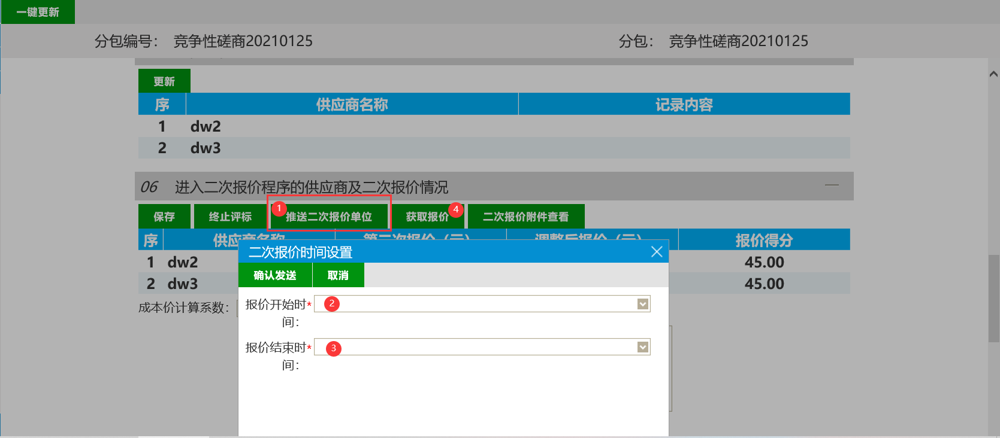 一键更新
分包编号： 竞争性磋商20210125 分包： 竞争性磋商20210125
更新
序 供应商名称 记录内容
1 dw2
2 dw3
06 进入二次报价程序的供应商及二次报价情况
保存 终止评标 1 推送二次报价单位 获取报价 4 二次报价附件查看
序 供应商名称 第二次报价（元） 调整后报价（元） 报价得分
1 dw2 45.00
2 dw3 45.00
成本价计算系数：
二次报价时间设置
确认发送 取消
报价开始时* 2
间：
报价结束时* 3
间：